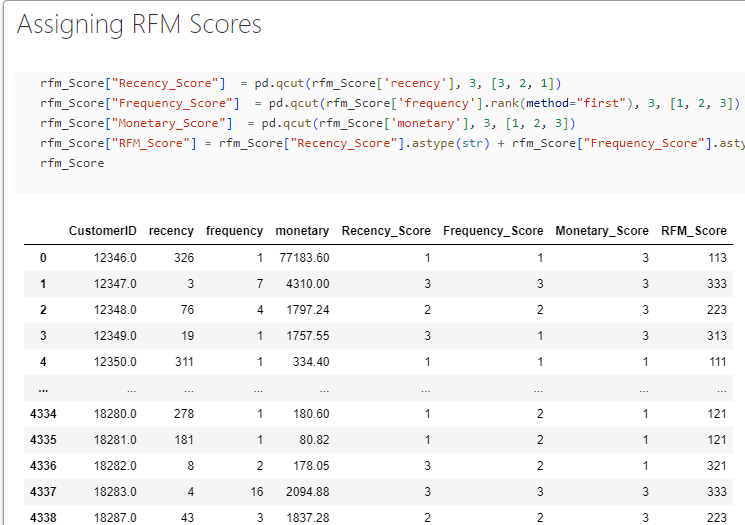 Assigning RFM Scores
rfm_Score["Recency_Score"]  = pd.qcut(rfm_Score['recency'], 3, [3, 2, 1])
rfm_Score["Frequency_Score"]  = pd.qcut(rfm_Score['frequency'].rank(method="first"), 3, [1, 2, 3])
rfm_Score["Monetary_Score"]  = pd.qcut(rfm_Score['monetary'], 3, [1, 2, 3])
rfm_Score["RFM_Score"] = rfm_Score["Recency_Score"].astype(str) + rfm_Score["Frequency_Score"].asty
rfm_Score
CustomerID recency frequency monetary Recency_Score Frequency_Score Monetary_Score RFM_Score
0 12346.0 326 1 77183.60 1 1 3 113
1 12347.0 3 7 4310.00 3 3 3 333
2 12348.0 76 4 1797.24 2 2 3 223
3 12349.0 19 1 1757.55 3 1 3 313
4 12350.0 311 1 334.40 1 1 1 111
... ... ... ... ... ... ... ... ...
4334 18280.0 278 1 180.60 1 2 1 121
4335 18281.0 181 1 80.82 1 2 1 121
4336 18282.0 8 2 178.05 3 2 1 321
4337 18283.0 4 16 2094.88 3 3 3 333
4338 18287.0 43 3 1837.28 2 2 3 223